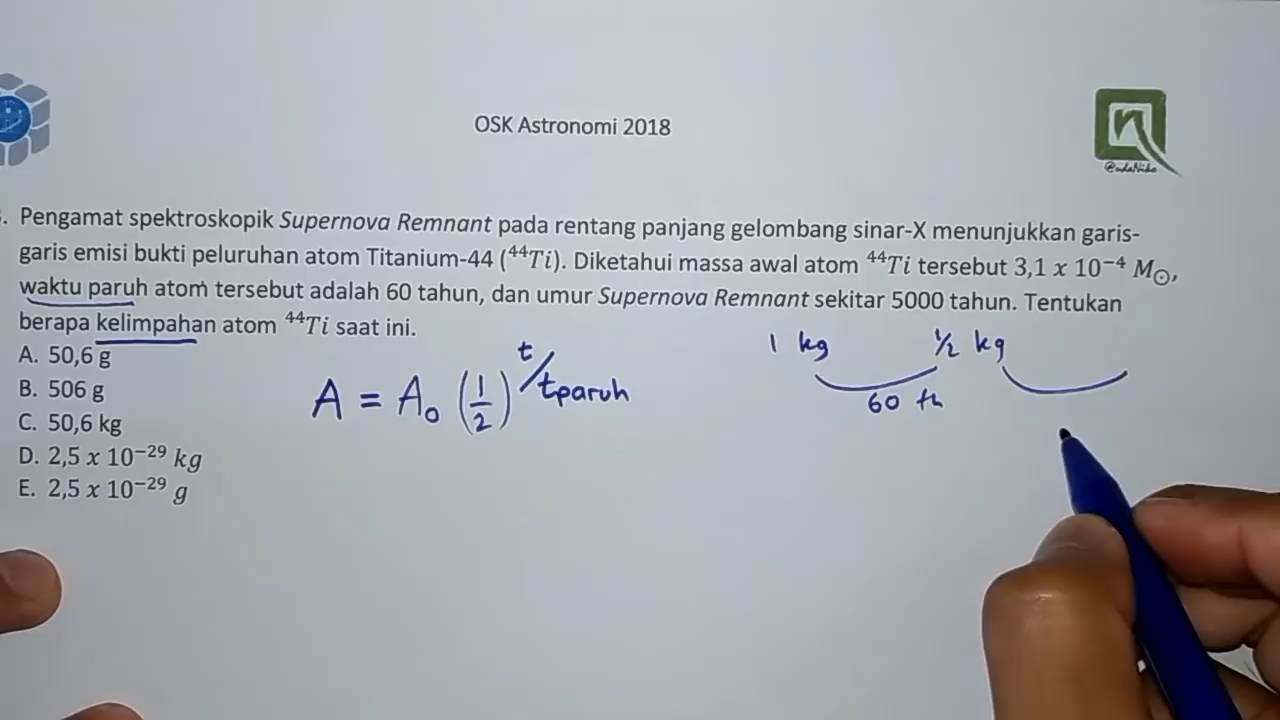 OSK Astronomi 2018
@udaNiko
. Pengamat spektroskopik Supernova Remnant pada rentang panjang gelombang sinar-X menunjukkan garis-
garis emisi bukti peluruhan atom Titanium-44 (⁴⁴Ti). Diketahui massa awal atom ⁴⁴Ti tersebut 3,1 x 10⁻⁴ M☉,
waktu paruh atom tersebut adalah 60 tahun, dan umur Supernova Remnant sekitar 5000 tahun. Tentukan
berapa kelimpahan atom ⁴⁴Ti saat ini.
A. 50,6 g
B. 506 g
C. 50,6 kg
D. 2,5 x 10⁻²⁹ kg
E. 2,5 x 10⁻²⁹ g
A = A₀ (1/2)^t/tparuh
1 kg ½ kg
60 th